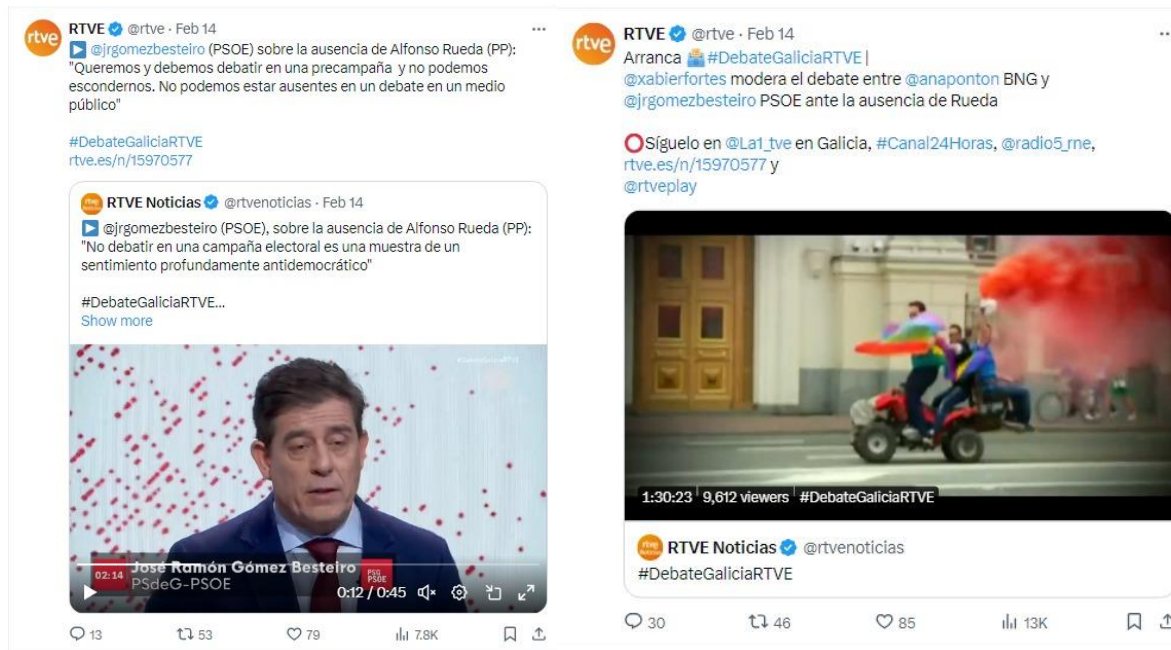 rtve
RTVE @rtve · Feb 14
@jrgomezbesteiro (PSOE) sobre la ausencia de Alfonso Rueda (PP):
"Queremos y debemos debatir en una precampaña y no podemos
escondernos. No podemos estar ausentes en un debate en un medio
público"
#DebateGaliciaRTVE
rtve.es/n/15970577
RTVE Noticias @rtvenoticias · Feb 14
@jrgomezbesteiro (PSOE), sobre la ausencia de Alfonso Rueda (PP):
"No debatir en una campaña electoral es una muestra de un
sentimiento profundamente antidemocrático"
#DebateGaliciaRTVE...
Show more
#DebateGaliciaRTVE
02:14
José Ramón Gómez Besteiro
PSdeG-PSOE
PSG
PSOE
0:12 / 0:45
13 53 79 7.8K
rtve
RTVE @rtve · Feb 14
Arranca #DebateGaliciaRTVE |
@xabierfortes modera el debate entre @anaponton BNG y
@jrgomezbesteiro PSOE ante la ausencia de Rueda
Síguelo en @La1_tve en Galicia, #Canal24Horas, @radio5_rne,
rtve.es/n/15970577 y
@rtveplay
1:30:23 9,612 viewers #DebateGaliciaRTVE
RTVE Noticias @rtvenoticias
#DebateGaliciaRTVE
30 46 85 13K